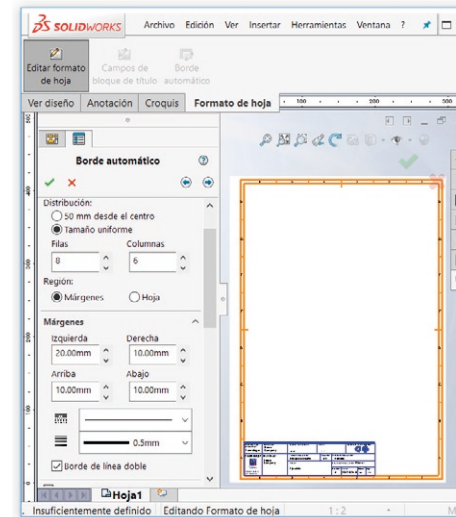 SOLIDWORKS Archivo Edición Ver Insertar Herramientas Ventana ?
Editar formato de hoja
Campos de bloque de título
Borde automático
Ver diseño Anotación Croquis Formato de hoja
100 200 300
Borde automático
Distribución:
50 mm desde el centro
Tamaño uniforme
Filas Columnas
8 6
Región:
Márgenes Hoja
Márgenes
Izquierda Derecha
20.00mm 10.00mm
Arriba Abajo
10.00mm 10.00mm
0.5mm
Borde de línea doble
Hoja1
Insuficientemente definido Editando Formato de hoja 1:2